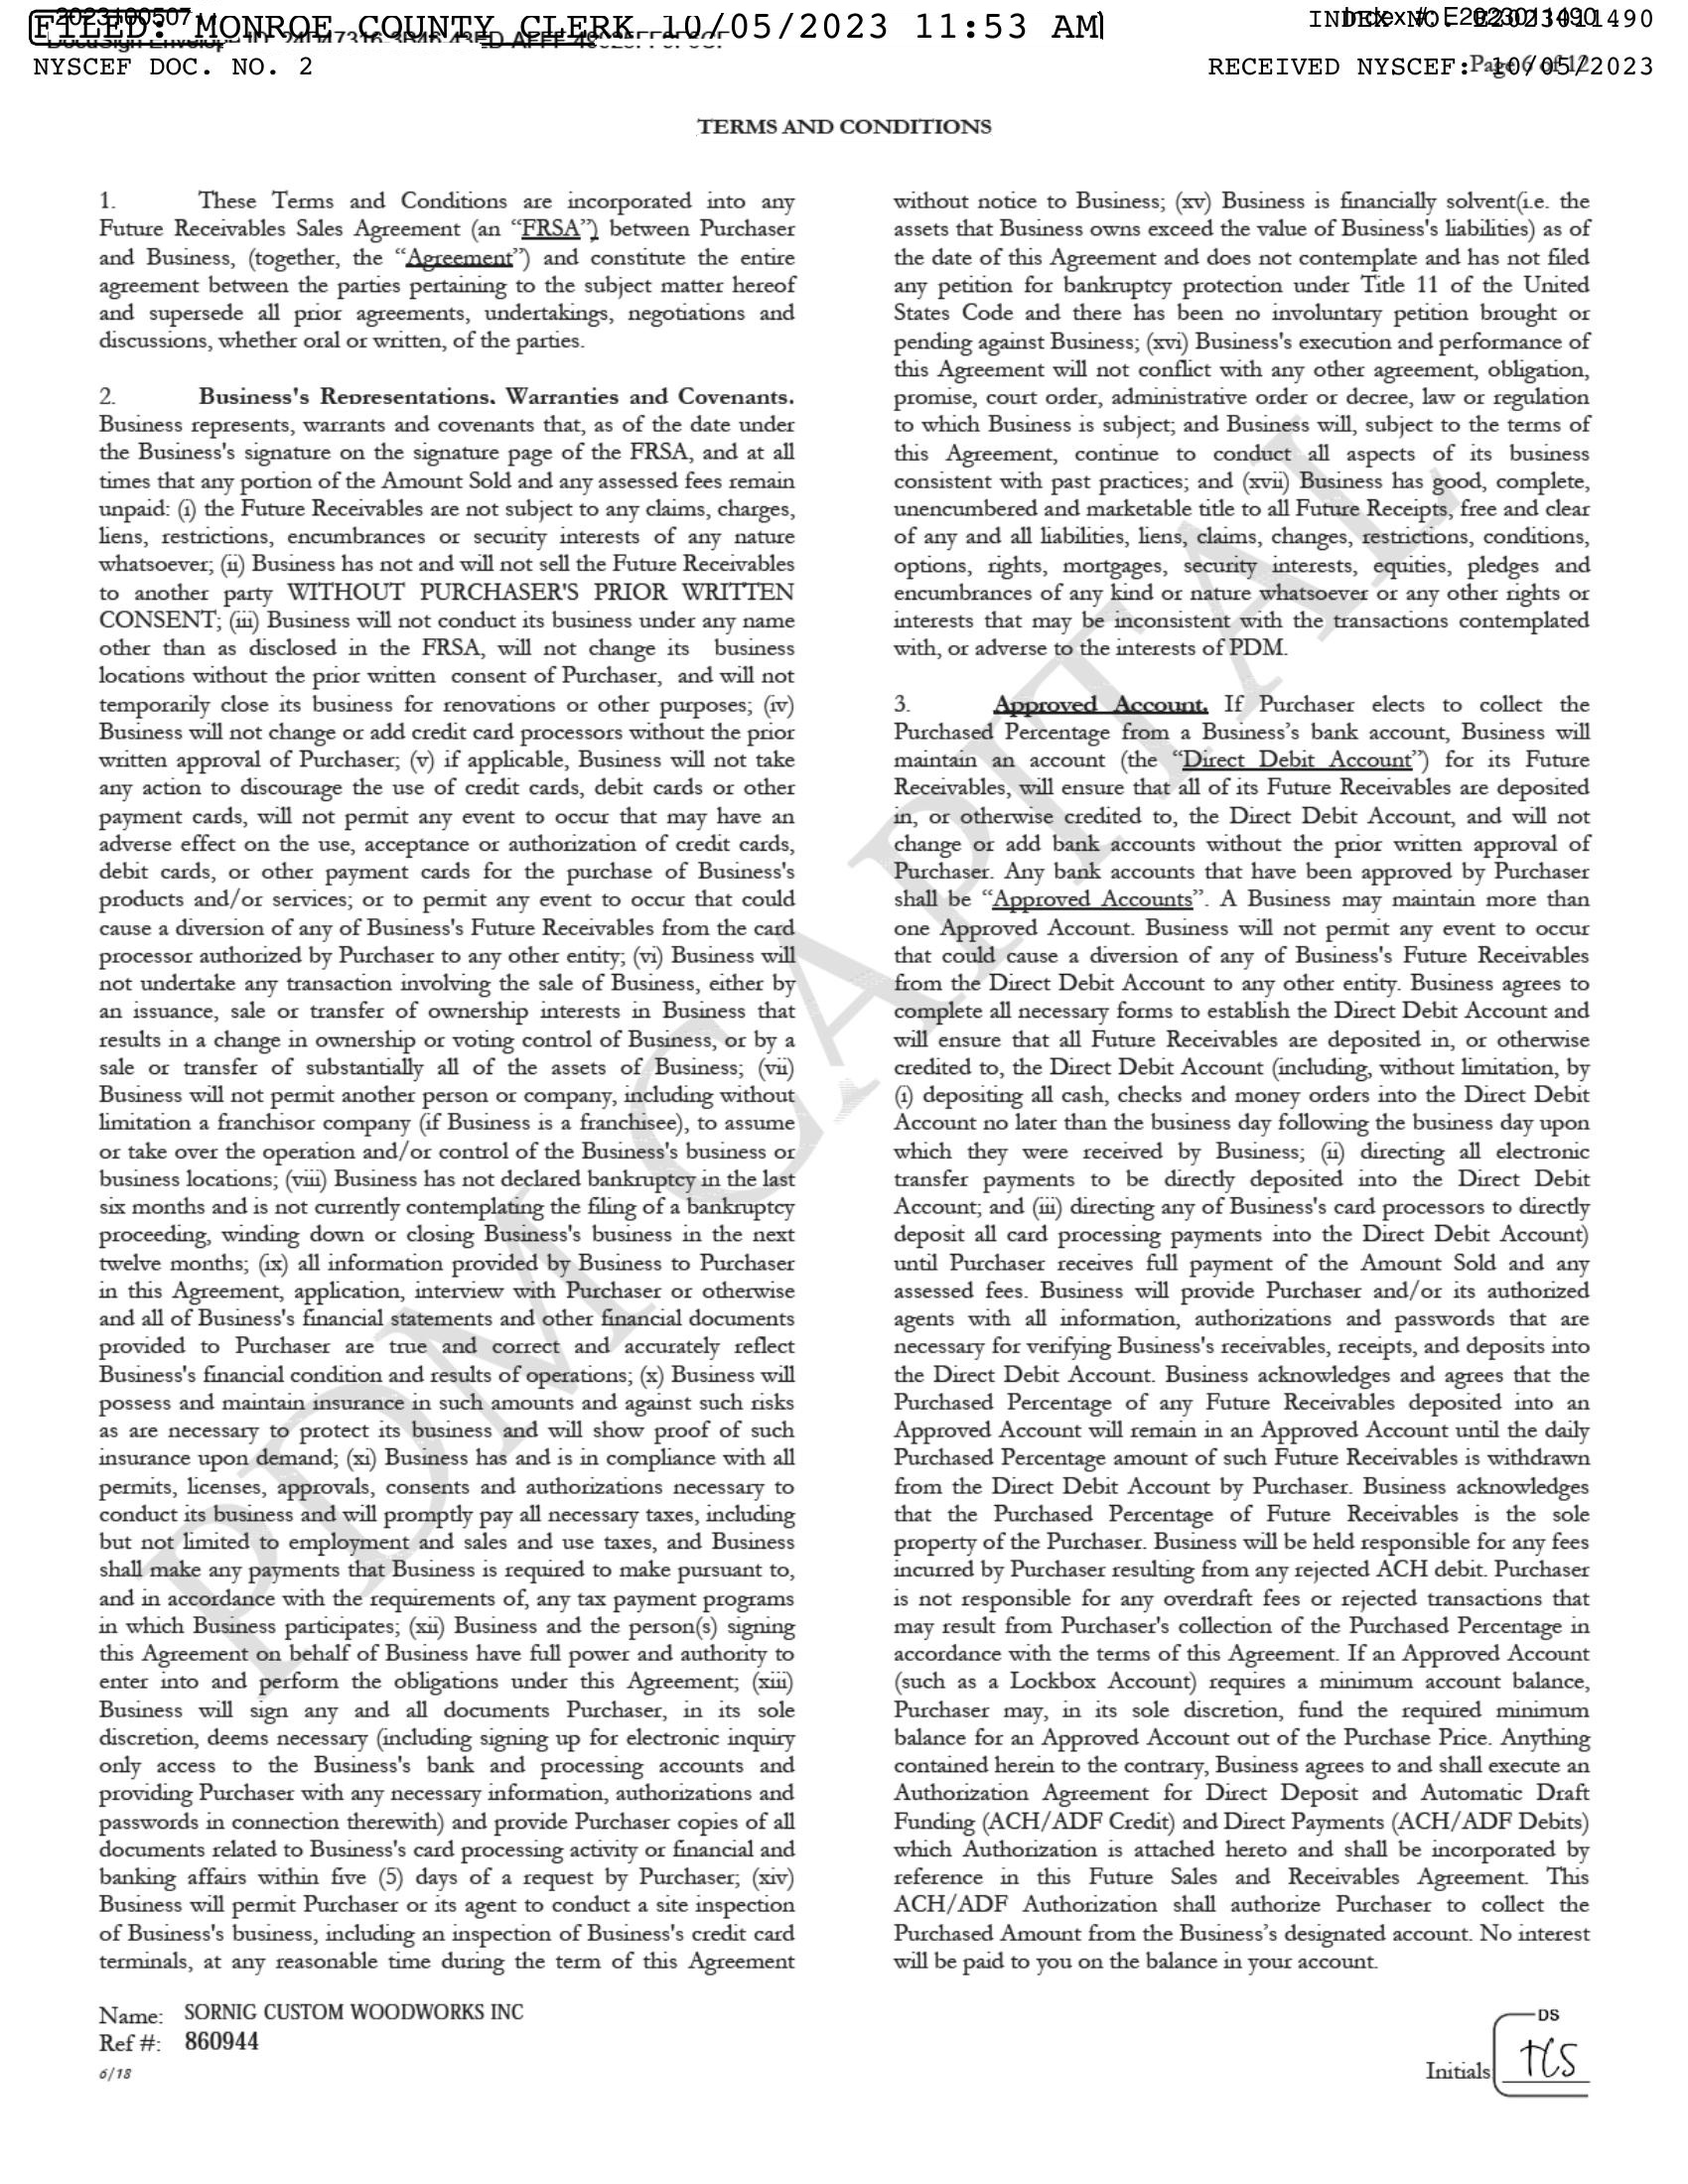 FILED: MONROE COUNTY CLERK 10/05/2023 11:53 AM
INDEX NO. E2023011490
NYSCEF DOC. NO. 2
RECEIVED NYSCEF: 10/05/2023
202310050
Index #: E2023011490
Page 6 of 12
TERMS AND CONDITIONS
1. These Terms and Conditions are incorporated into any
Future Receivables Sales Agreement (an “FRSA”) between Purchaser
and Business, (together, the “Agreement”) and constitute the entire
agreement between the parties pertaining to the subject matter hereof
and supersede all prior agreements, undertakings, negotiations and
discussions, whether oral or written, of the parties.
2. Business's Representations. Warranties and Covenants.
Business represents, warrants and covenants that, as of the date under
the Business's signature on the signature page of the FRSA, and at all
times that any portion of the Amount Sold and any assessed fees remain
unpaid: (i) the Future Receivables are not subject to any claims, charges,
liens, restrictions, encumbrances or security interests of any nature
whatsoever; (ii) Business has not and will not sell the Future Receivables
to another party WITHOUT PURCHASER'S PRIOR WRITTEN
CONSENT; (iii) Business will not conduct its business under any name
other than as disclosed in the FRSA, will not change its business
locations without the prior written consent of Purchaser, and will not
temporarily close its business for renovations or other purposes; (iv)
Business will not change or add credit card processors without the prior
written approval of Purchaser; (v) if applicable, Business will not take
any action to discourage the use of credit cards, debit cards or other
payment cards, will not permit any event to occur that may have an
adverse effect on the use, acceptance or authorization of credit cards,
debit cards, or other payment cards for the purchase of Business's
products and/or services; or to permit any event to occur that could
cause a diversion of any of Business's Future Receivables from the card
processor authorized by Purchaser to any other entity; (vi) Business will
not undertake any transaction involving the sale of Business, either by
an issuance, sale or transfer of ownership interests in Business that
results in a change in ownership or voting control of Business, or by a
sale or transfer of substantially all of the assets of Business; (vii)
Business will not permit another person or company, including without
limitation a franchisor company (if Business is a franchisee), to assume
or take over the operation and/or control of the Business's business or
business locations; (viii) Business has not declared bankruptcy in the last
six months and is not currently contemplating the filing of a bankruptcy
proceeding, winding down or closing Business's business in the next
twelve months; (ix) all information provided by Business to Purchaser
in this Agreement, application, interview with Purchaser or otherwise
and all of Business's financial statements and other financial documents
provided to Purchaser are true and correct and accurately reflect
Business's financial condition and results of operations; (x) Business will
possess and maintain insurance in such amounts and against such risks
as are necessary to protect its business and will show proof of such
insurance upon demand; (xi) Business has and is in compliance with all
permits, licenses, approvals, consents and authorizations necessary to
conduct its business and will promptly pay all necessary taxes, including
but not limited to employment and sales and use taxes, and Business
shall make any payments that Business is required to make pursuant to,
and in accordance with the requirements of, any tax payment programs
in which Business participates; (xii) Business and the person(s) signing
this Agreement on behalf of Business have full power and authority to
enter into and perform the obligations under this Agreement; (xiii)
Business will sign any and all documents Purchaser, in its sole
discretion, deems necessary (including signing up for electronic inquiry
only access to the Business's bank and processing accounts and
providing Purchaser with any necessary information, authorizations and
passwords in connection therewith) and provide Purchaser copies of all
documents related to Business's card processing activity or financial and
banking affairs within five (5) days of a request by Purchaser; (xiv)
Business will permit Purchaser or its agent to conduct a site inspection
of Business's business, including an inspection of Business's credit card
terminals, at any reasonable time during the term of this Agreement
without notice to Business; (xv) Business is financially solvent(i.e. the
assets that Business owns exceed the value of Business's liabilities) as of
the date of this Agreement and does not contemplate and has not filed
any petition for bankruptcy protection under Title 11 of the United
States Code and there has been no involuntary petition brought or
pending against Business; (xvi) Business's execution and performance of
this Agreement will not conflict with any other agreement, obligation,
promise, court order, administrative order or decree, law or regulation
to which Business is subject; and Business will, subject to the terms of
this Agreement, continue to conduct all aspects of its business
consistent with past practices; and (xvii) Business has good, complete,
unencumbered and marketable title to all Future Receipts, free and clear
of any and all liabilities, liens, claims, changes, restrictions, conditions,
options, rights, mortgages, security interests, equities, pledges and
encumbrances of any kind or nature whatsoever or any other rights or
interests that may be inconsistent with the transactions contemplated
with, or adverse to the interests of PDM.
3. Approved Account. If Purchaser elects to collect the
Purchased Percentage from a Business’s bank account, Business will
maintain an account (the “Direct Debit Account”) for its Future
Receivables, will ensure that all of its Future Receivables are deposited
in, or otherwise credited to, the Direct Debit Account, and will not
change or add bank accounts without the prior written approval of
Purchaser. Any bank accounts that have been approved by Purchaser
shall be “Approved Accounts”. A Business may maintain more than
one Approved Account. Business will not permit any event to occur
that could cause a diversion of any of Business's Future Receivables
from the Direct Debit Account to any other entity. Business agrees to
complete all necessary forms to establish the Direct Debit Account and
will ensure that all Future Receivables are deposited in, or otherwise
credited to, the Direct Debit Account (including, without limitation, by
(i) depositing all cash, checks and money orders into the Direct Debit
Account no later than the business day following the business day upon
which they were received by Business; (ii) directing all electronic
transfer payments to be directly deposited into the Direct Debit
Account; and (iii) directing any of Business's card processors to directly
deposit all card processing payments into the Direct Debit Account)
until Purchaser receives full payment of the Amount Sold and any
assessed fees. Business will provide Purchaser and/or its authorized
agents with all information, authorizations and passwords that are
necessary for verifying Business's receivables, receipts, and deposits into
the Direct Debit Account. Business acknowledges and agrees that the
Purchased Percentage of any Future Receivables deposited into an
Approved Account will remain in an Approved Account until the daily
Purchased Percentage amount of such Future Receivables is withdrawn
from the Direct Debit Account by Purchaser. Business acknowledges
that the Purchased Percentage of Future Receivables is the sole
property of the Purchaser. Business will be held responsible for any fees
incurred by Purchaser resulting from any rejected ACH debit. Purchaser
is not responsible for any overdraft fees or rejected transactions that
may result from Purchaser's collection of the Purchased Percentage in
accordance with the terms of this Agreement. If an Approved Account
(such as a Lockbox Account) requires a minimum account balance,
Purchaser may, in its sole discretion, fund the required minimum
balance for an Approved Account out of the Purchase Price. Anything
contained herein to the contrary, Business agrees to and shall execute an
Authorization Agreement for Direct Deposit and Automatic Draft
Funding (ACH/ADF Credit) and Direct Payments (ACH/ADF Debits)
which Authorization is attached hereto and shall be incorporated by
reference in this Future Sales and Receivables Agreement. This
ACH/ADF Authorization shall authorize Purchaser to collect the
Purchased Amount from the Business’s designated account. No interest
will be paid to you on the balance in your account.
PDM CAPITAL
Name: SORNIG CUSTOM WOODWORKS INC
Ref #: 860944
6/18
DS
Initials
TCS